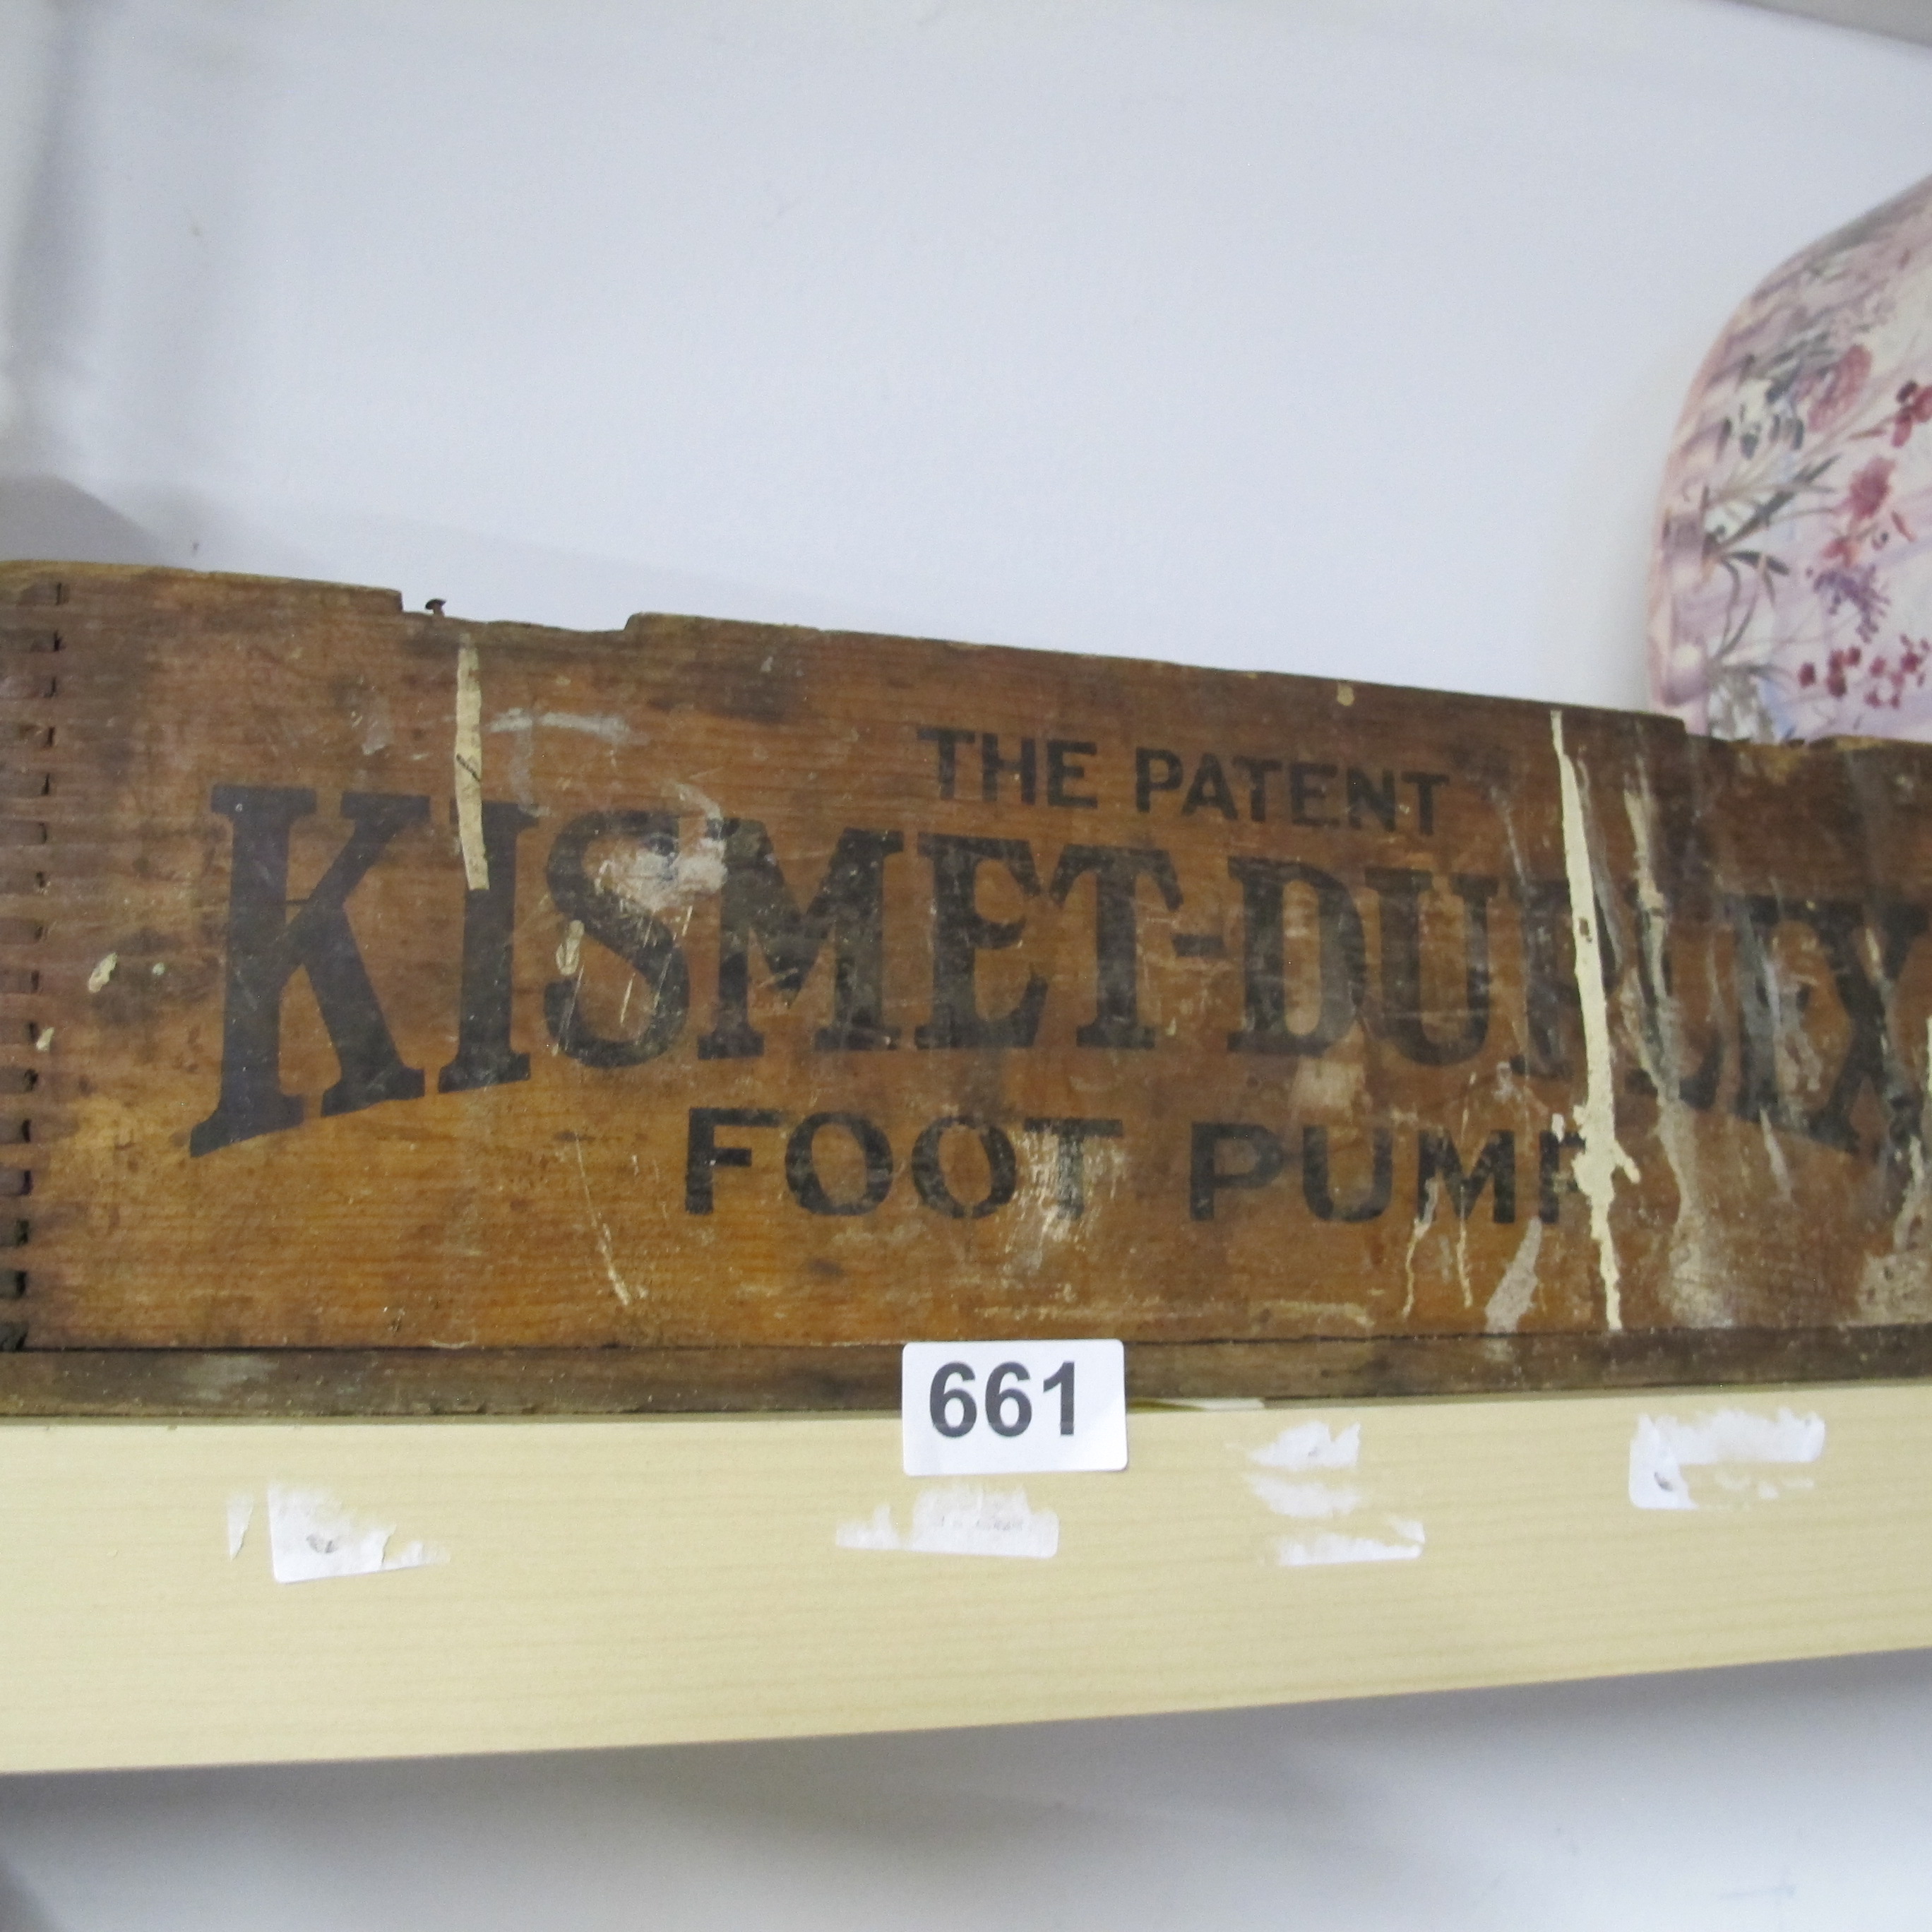 THE PATENT
KISMET-DUPLEX
FOOT PUMP
661